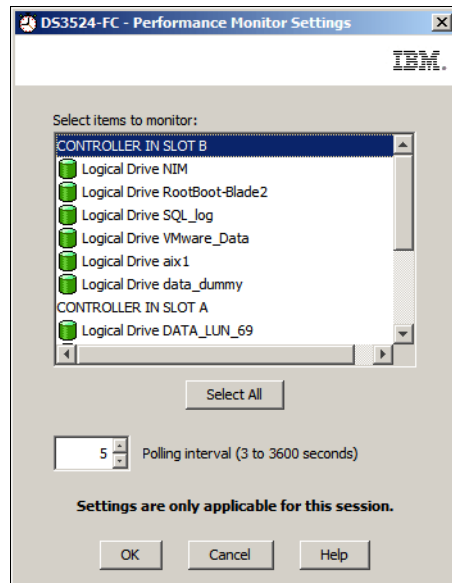 DS3524-FC - Performance Monitor Settings
IBM.
Select items to monitor:
CONTROLLER IN SLOT B
Logical Drive NIM
Logical Drive RootBoot-Blade2
Logical Drive SQL_log
Logical Drive VMware_Data
Logical Drive aix1
Logical Drive data_dummy
CONTROLLER IN SLOT A
Logical Drive DATA_LUN_69
Select All
5 Polling interval (3 to 3600 seconds)
Settings are only applicable for this session.
OK Cancel Help